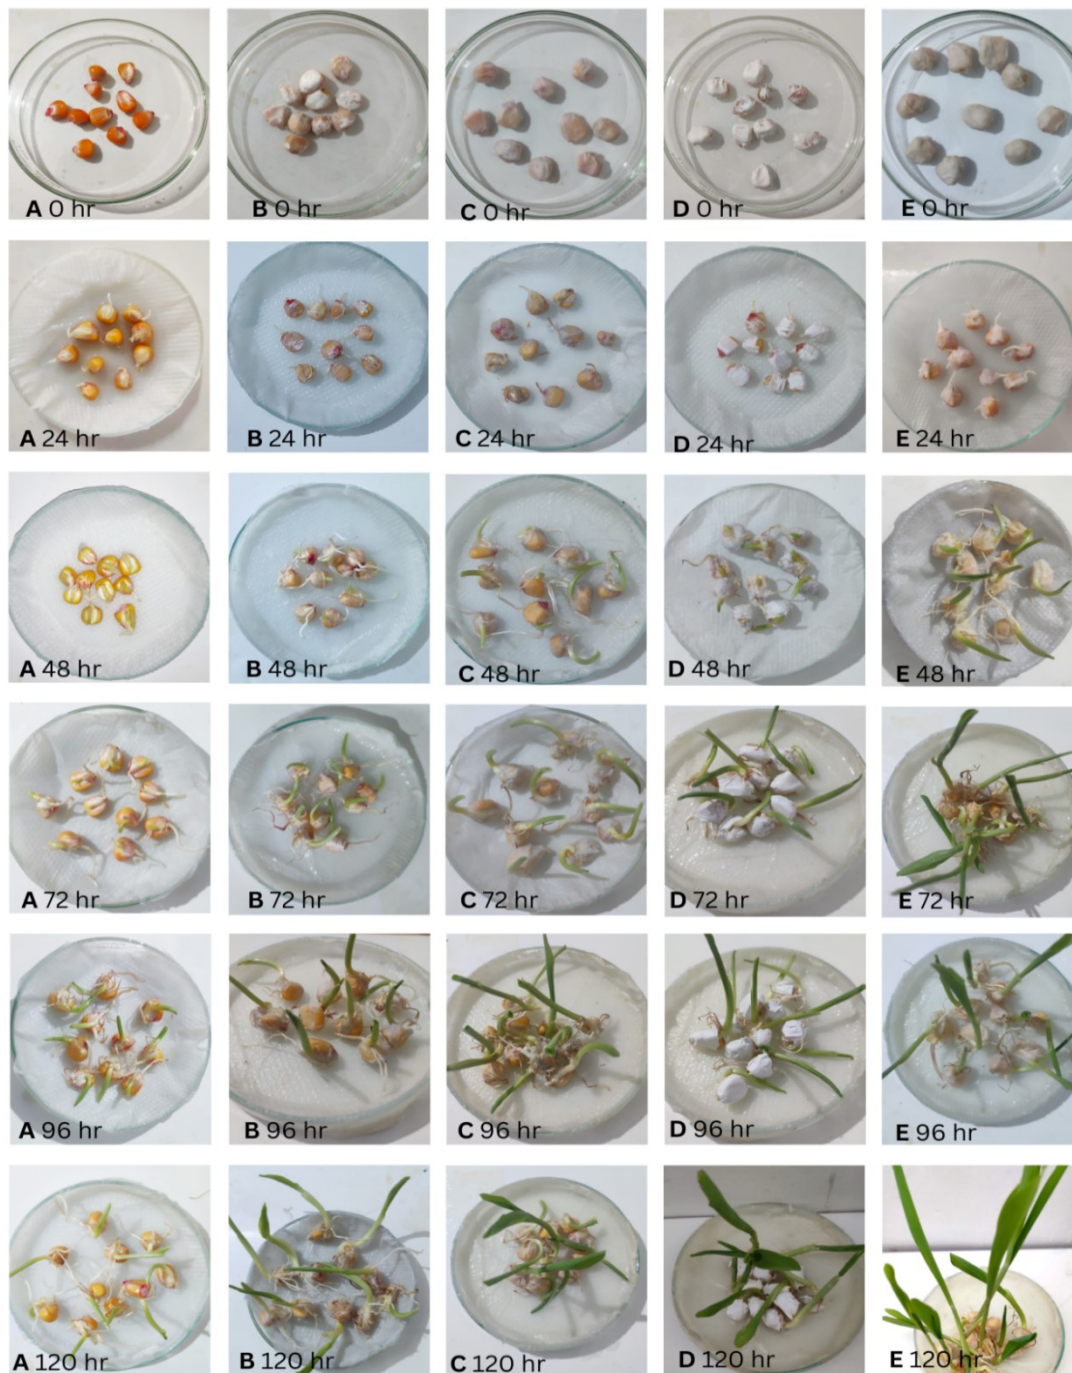 A 0 hr
B 0 hr
C 0 hr
D 0 hr
E 0 hr
A 24 hr
B 24 hr
C 24 hr
D 24 hr
E 24 hr
A 48 hr
B 48 hr
C 48 hr
D 48 hr
E 48 hr
A 72 hr
B 72 hr
C 72 hr
D 72 hr
E 72 hr
A 96 hr
B 96 hr
C 96 hr
D 96 hr
E 96 hr
A 120 hr
B 120 hr
C 120 hr
D 120 hr
E 120 hr